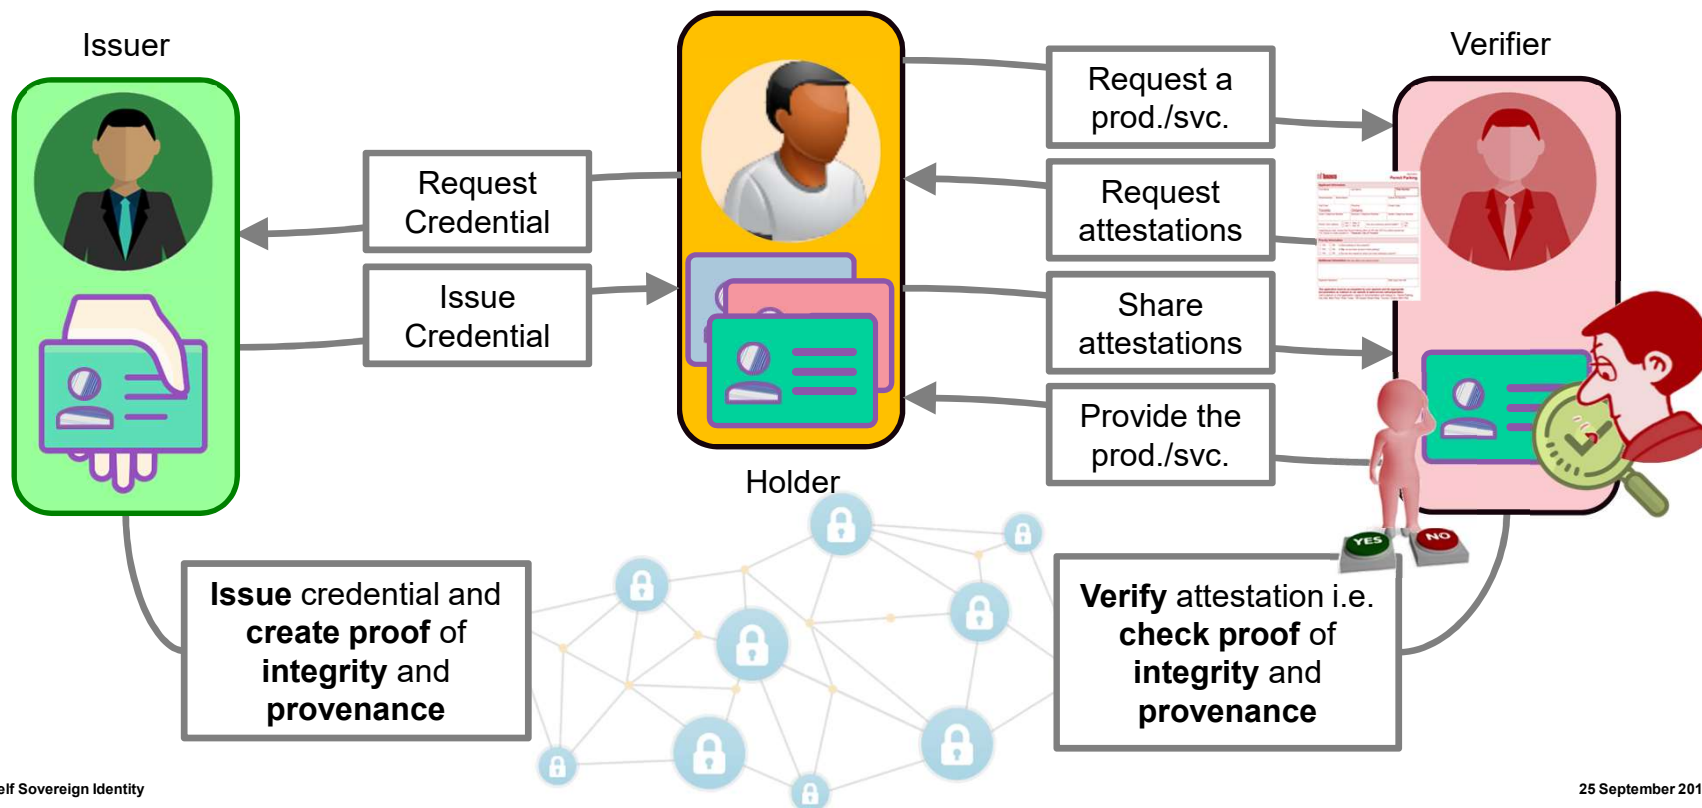 Issuer
Verifier
Request a
prod./svc.
Request
Credential
Request
attestations
Permit Parking
Issue
Credential
Share
attestations
Provide the
prod./svc.
Holder
YES
NO
Issue credential and
create proof of
integrity and
provenance
Verify attestation i.e.
check proof of
integrity and
provenance
elf Sovereign Identity
25 September 201